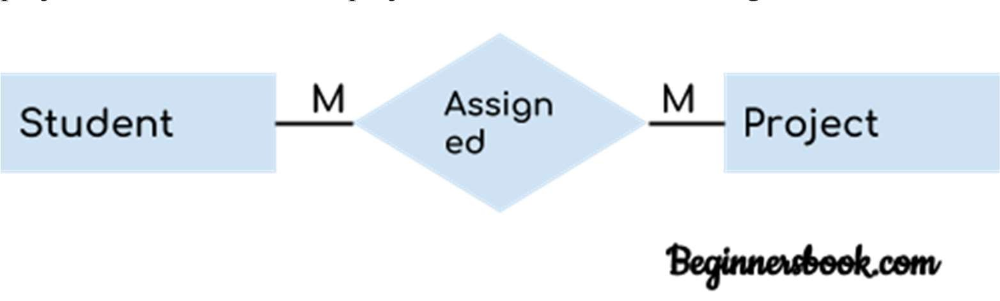 Student
M
Assign
ed
M
Project
Beginnersbook.com